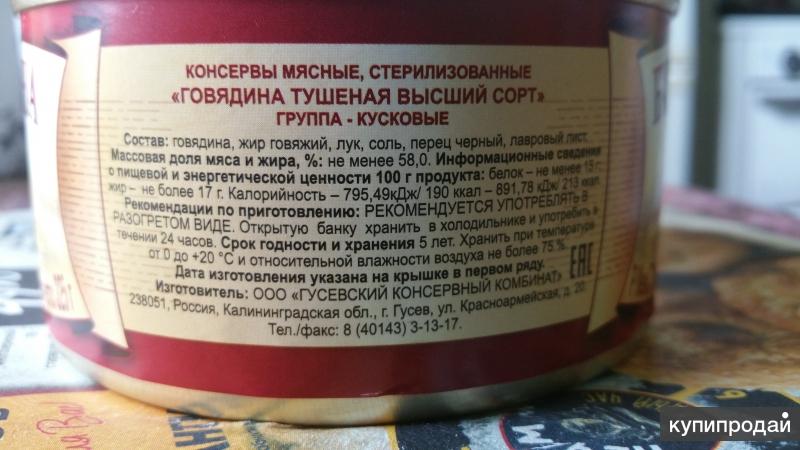 КОНСЕРВЫ МЯСНЫЕ, СТЕРИЛИЗОВАННЫЕ
«ГОВЯДИНА ТУШЕНАЯ ВЫСШИЙ СОРТ»
ГРУППА - КУСКОВЫЕ
Состав: говядина, жир говяжий, лук, соль, перец черный, лавровый лист.
Массовая доля мяса и жира, %: не менее 58,0. Информационные сведения
о пищевой и энергетической ценности 100 г продукта: белок – не менее 15 г,
жир – не более 17 г. Калорийность – 795,49кДж/ 190 ккал – 891,78 кДж/ 213 ккал.
Рекомендации по приготовлению: РЕКОМЕНДУЕТСЯ УПОТРЕБЛЯТЬ В
РАЗОГРЕТОМ ВИДЕ. Открытую банку хранить в холодильнике и употребить в
течении 24 часов. Срок годности и хранения 5 лет. Хранить при температуре
от 0 до +20 °С и относительной влажности воздуха не более 75 %.
Дата изготовления указана на крышке в первом ряду.
EAC
Изготовитель: ООО «ГУСЕВСКИЙ КОНСЕРВНЫЙ КОМБИНАТ»
238051, Россия, Калининградская обл., г. Гусев, ул. Красноармейская, д. 20.
Тел./факс: 8 (40143) 3-13-17.
купипродай